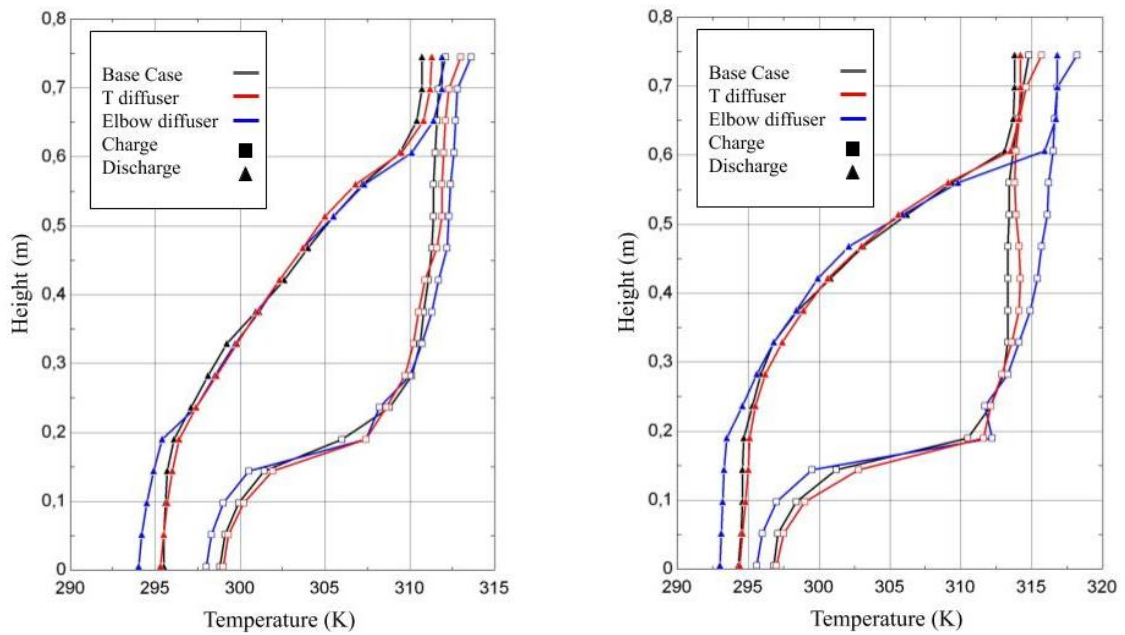 0,8
0,7
0,6
0,5
0,4
0,3
0,2
0,1
0
Height (m)
Base Case
T diffuser
Elbow diffuser
Charge
Discharge
290 295 300 305 310 315
Temperature (K)
0,8
0,7
0,6
0,5
0,4
0,3
0,2
0,1
0
Height (m)
Base Case
T diffuser
Elbow diffuser
Charge
Discharge
290 295 300 305 310 315 320
Temperature (K)